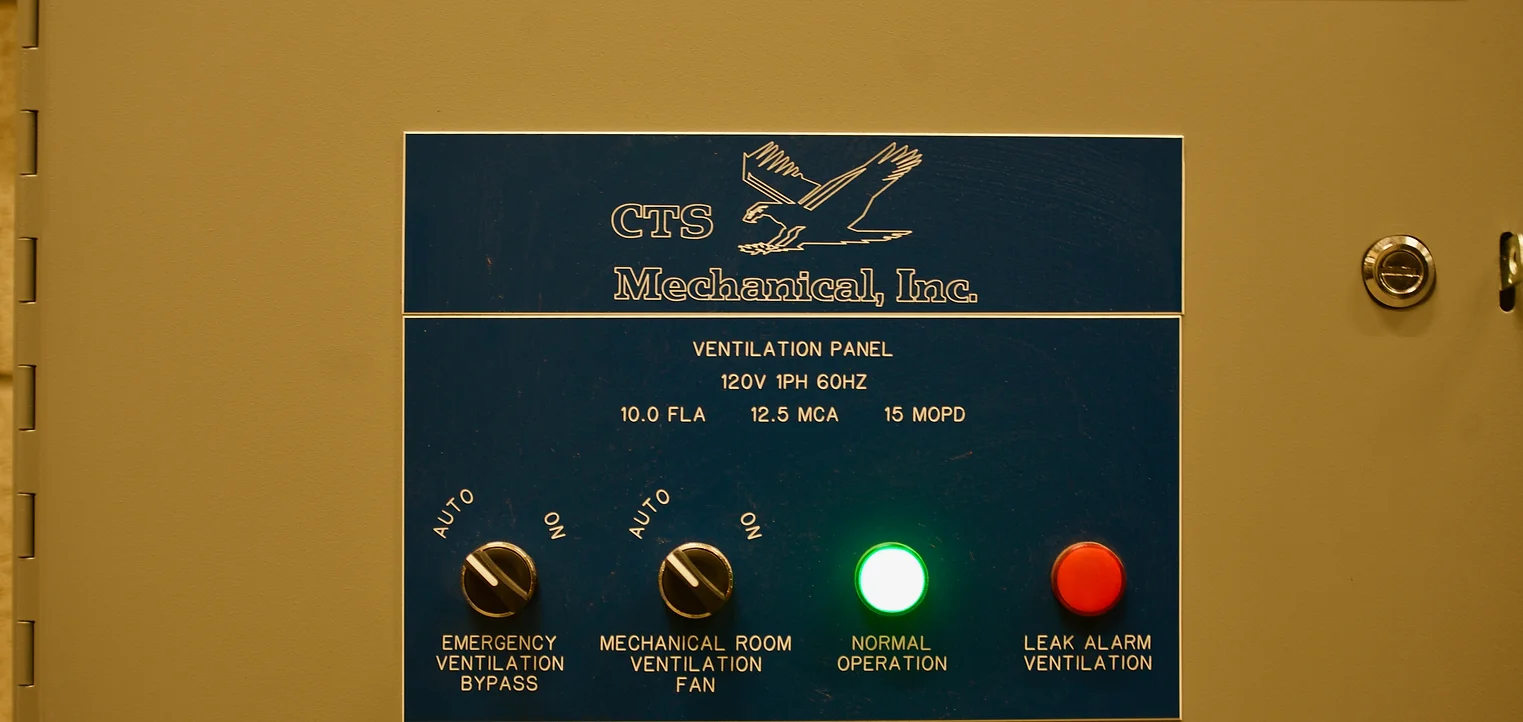 CTS
Mechanical, Inc.
VENTILATION PANEL
120V 1PH 60HZ
10.0 FLA 12.5 MCA 15 MOPD
AUTO ON AUTO ON
EMERGENCY
VENTILATION
BYPASS
MECHANICAL ROOM
VENTILATION
FAN
NORMAL
OPERATION
LEAK ALARM
VENTILATION